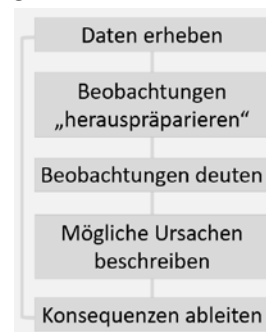 Daten erheben
Beobachtungen
„herauspräparieren“
Beobachtungen deuten
Mögliche Ursachen
beschreiben
Konsequenzen ableiten